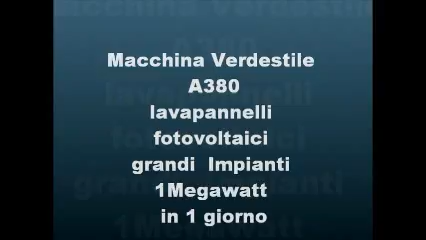 Macchina Verdestile
A380
lavapannelli
fotovoltaici
grandi Impianti
1Megawatt
in 1 giorno